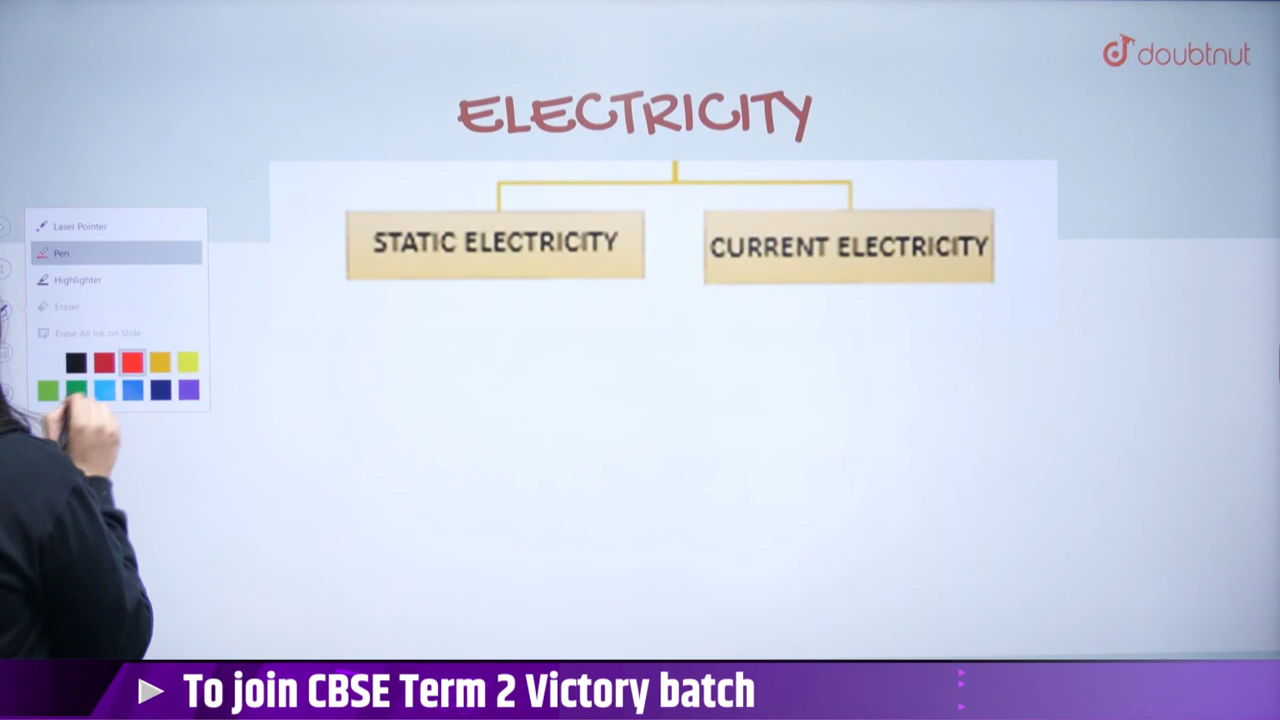 doubtnut
ELECTRICITY
STATIC ELECTRICITY
CURRENT ELECTRICITY
Laser Pointer
Pen
Highlighter
Eraser
Erase All Ink on Slide
To join CBSE Term 2 Victory batch